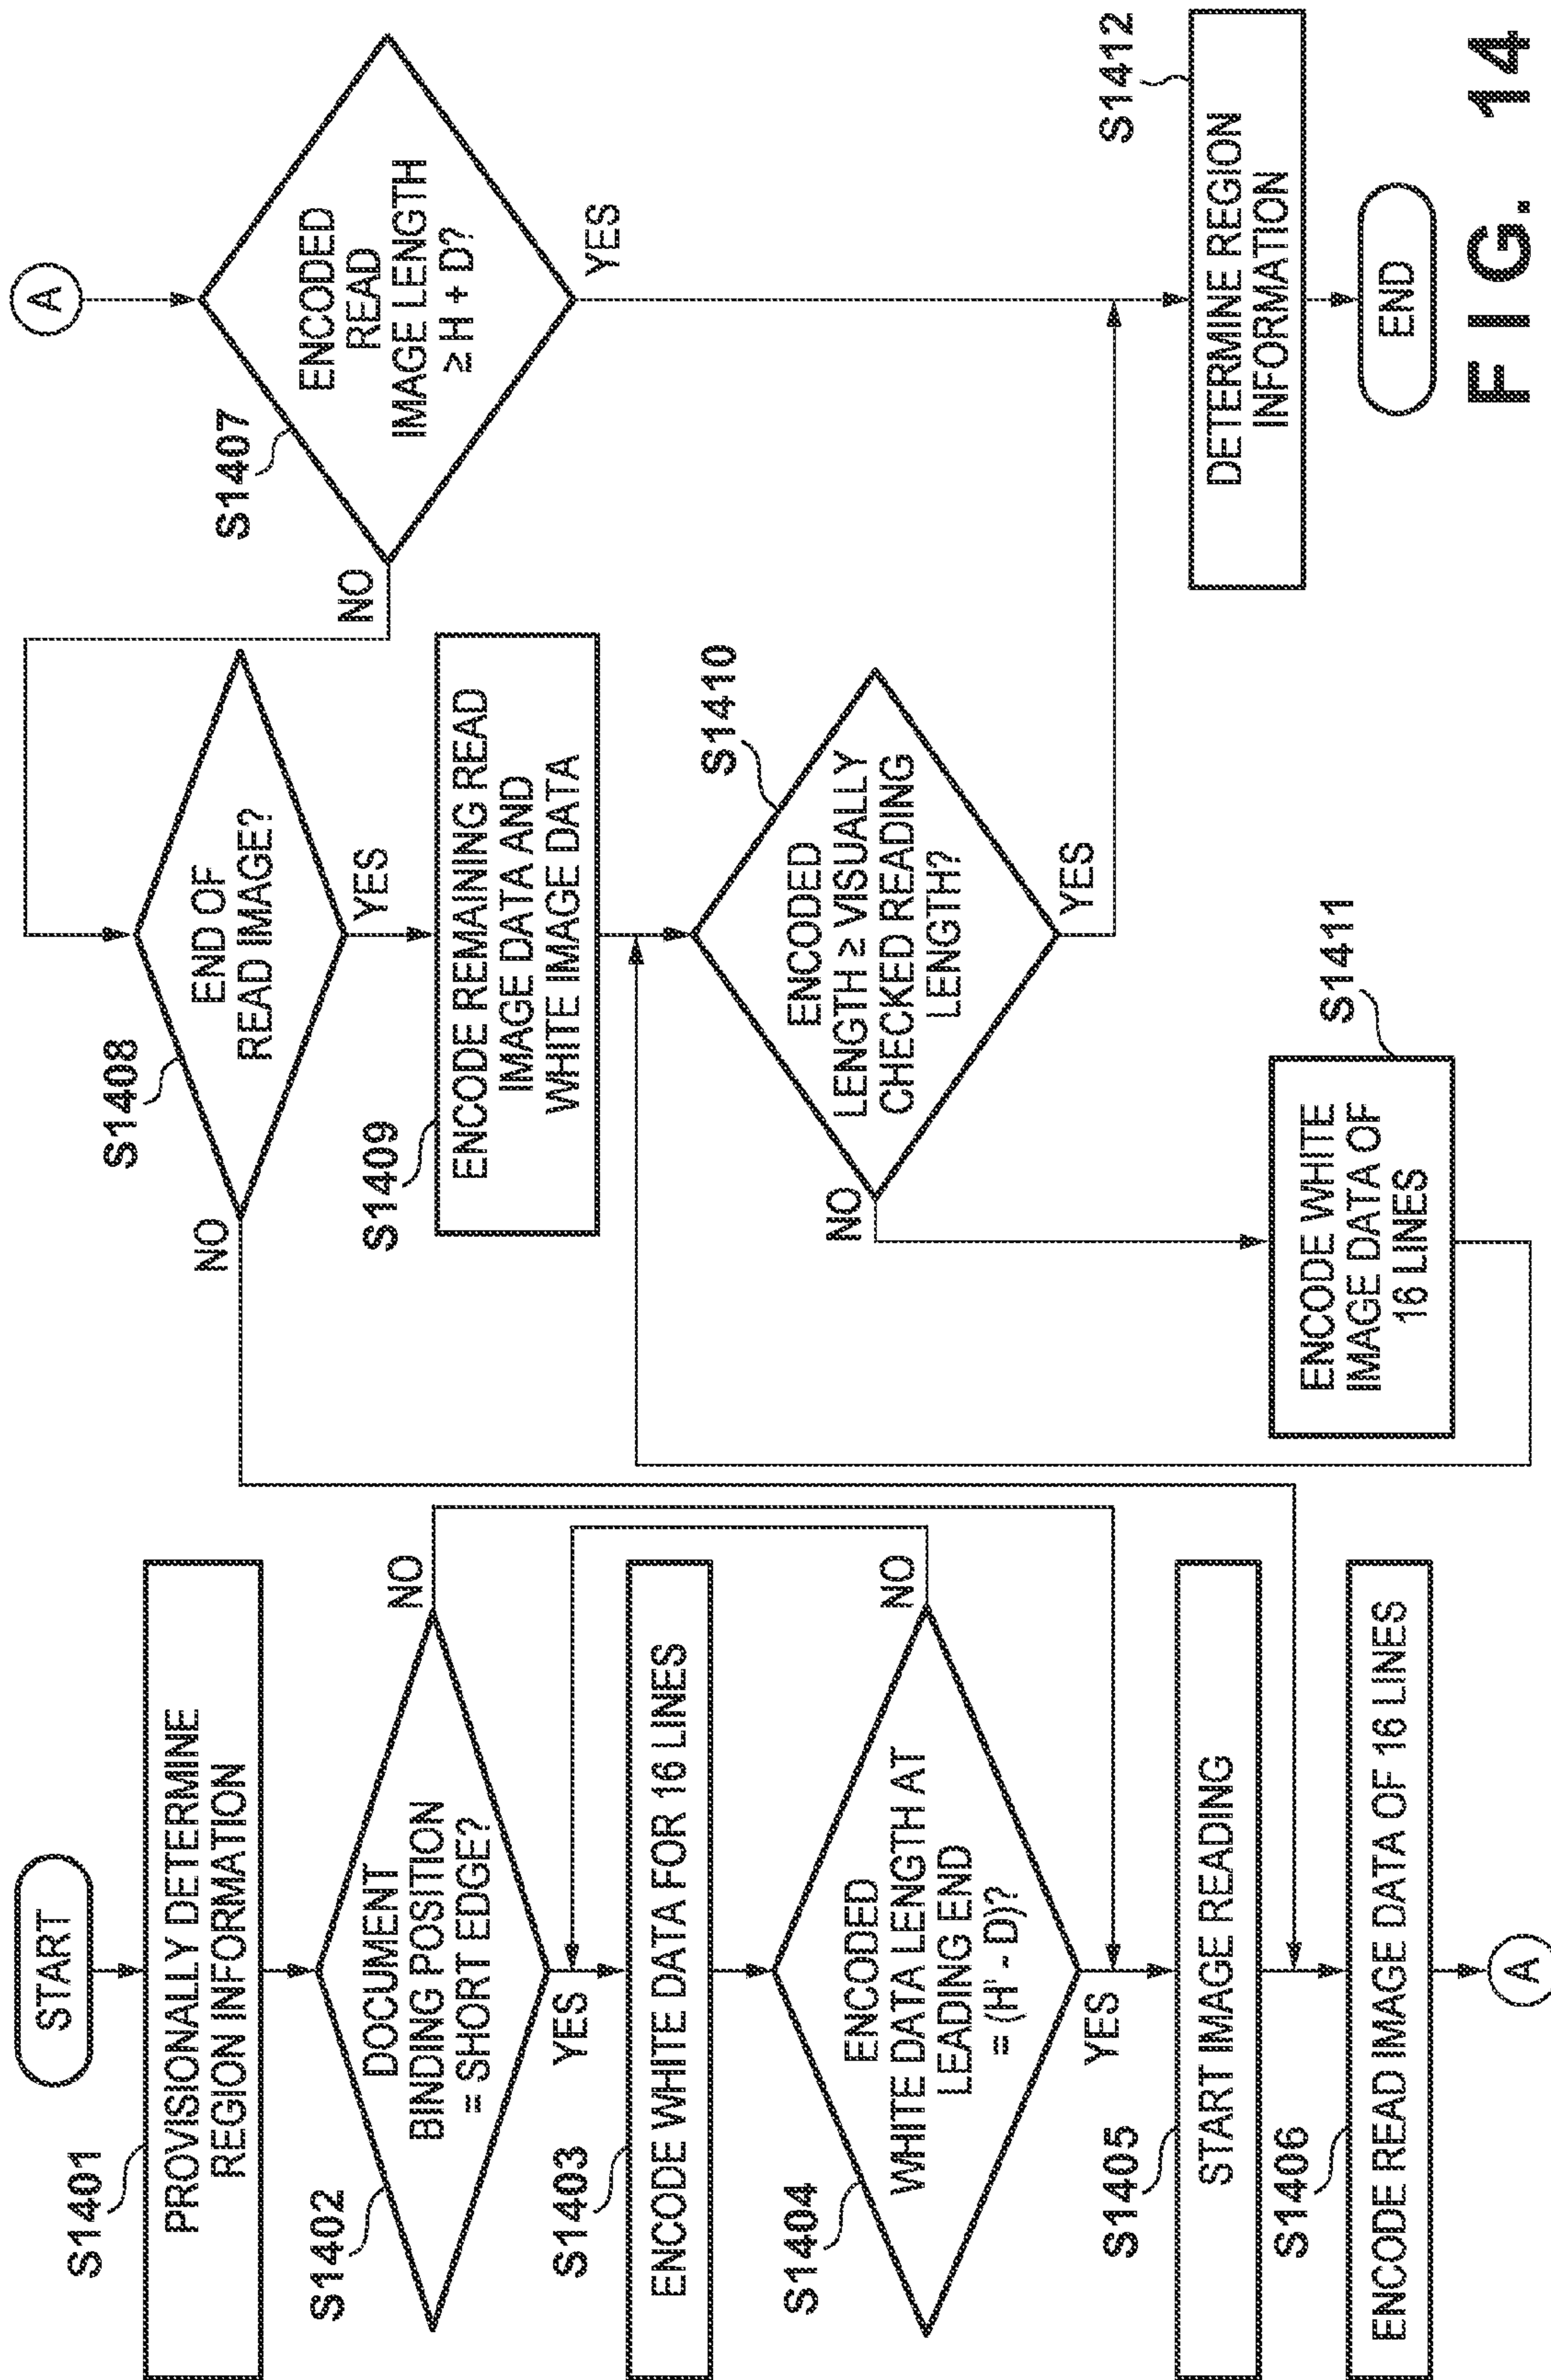 START
S1401
PROVISIONALLY DETERMINE
REGION INFORMATION
S1402
DOCUMENT
BINDING POSITION
= SHORT EDGE?
NO
YES
S1403
ENCODE WHITE DATA FOR 16 LINES
S1404
ENCODED
WHITE DATA LENGTH AT
LEADING END
= (H' - D)?
NO
YES
S1405
START IMAGE READING
S1406
ENCODE READ IMAGE DATA OF 16 LINES
A
A
S1407
ENCODED
READ
IMAGE LENGTH
≥ H + D?
NO
YES
S1408
END OF
READ IMAGE?
NO
YES
S1409
ENCODE REMAINING READ
IMAGE DATA AND
WHITE IMAGE DATA
S1410
ENCODED
LENGTH ≥ VISUALLY
CHECKED READING
LENGTH?
NO
YES
S1411
ENCODE WHITE
IMAGE DATA OF
16 LINES
S1412
DETERMINE REGION
INFORMATION
END
FIG. 14